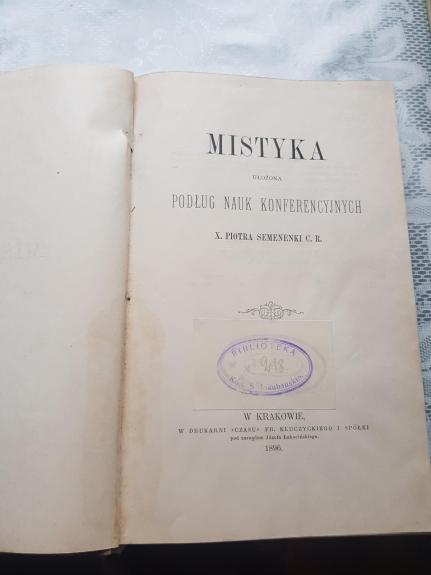 MISTYKA
UŁOŻONA
PODŁUG NAUK KONFERENCYJNYCH
X. PIOTRA SEMENENKI C. R.
BIBLIOTEKA
W KRAKOWIE,
W DRUKARNI »CZASU« FR. KLUCZYCKIEGO I SPÓŁKI
pod zarządem Józefa Łakocińskiego.
1896.